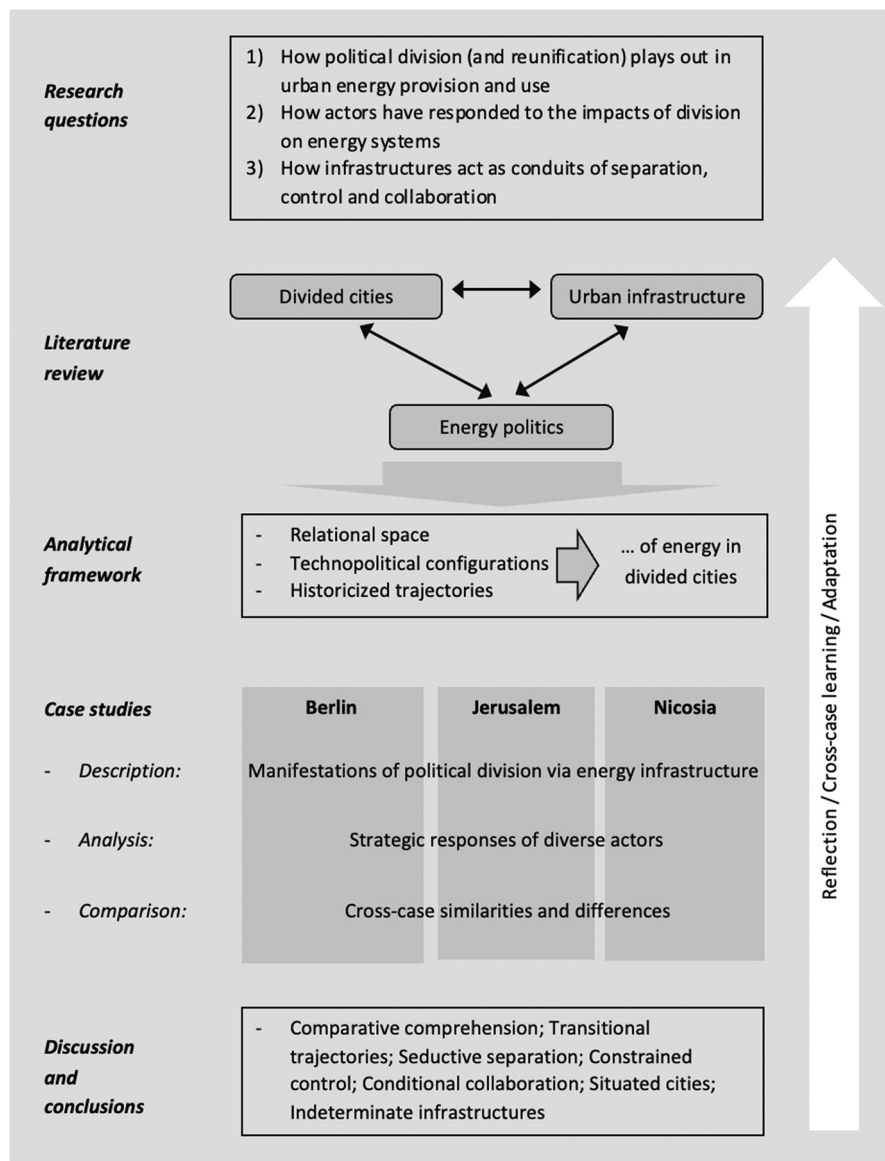 Research
questions
1) How political division (and reunification) plays out in
urban energy provision and use
2) How actors have responded to the impacts of division
on energy systems
3) How infrastructures act as conduits of separation,
control and collaboration
Literature
review
Divided cities
Urban infrastructure
Energy politics
Analytical
framework
- Relational space
- Technopolitical configurations
- Historicized trajectories
... of energy in
divided cities
Case studies
Berlin
Jerusalem
Nicosia
- Description:
Manifestations of political division via energy infrastructure
- Analysis:
Strategic responses of diverse actors
- Comparison:
Cross-case similarities and differences
Discussion
and
conclusions
- Comparative comprehension; Transitional
trajectories; Seductive separation; Constrained
control; Conditional collaboration; Situated cities;
Indeterminate infrastructures
Reflection / Cross-case learning / Adaptation